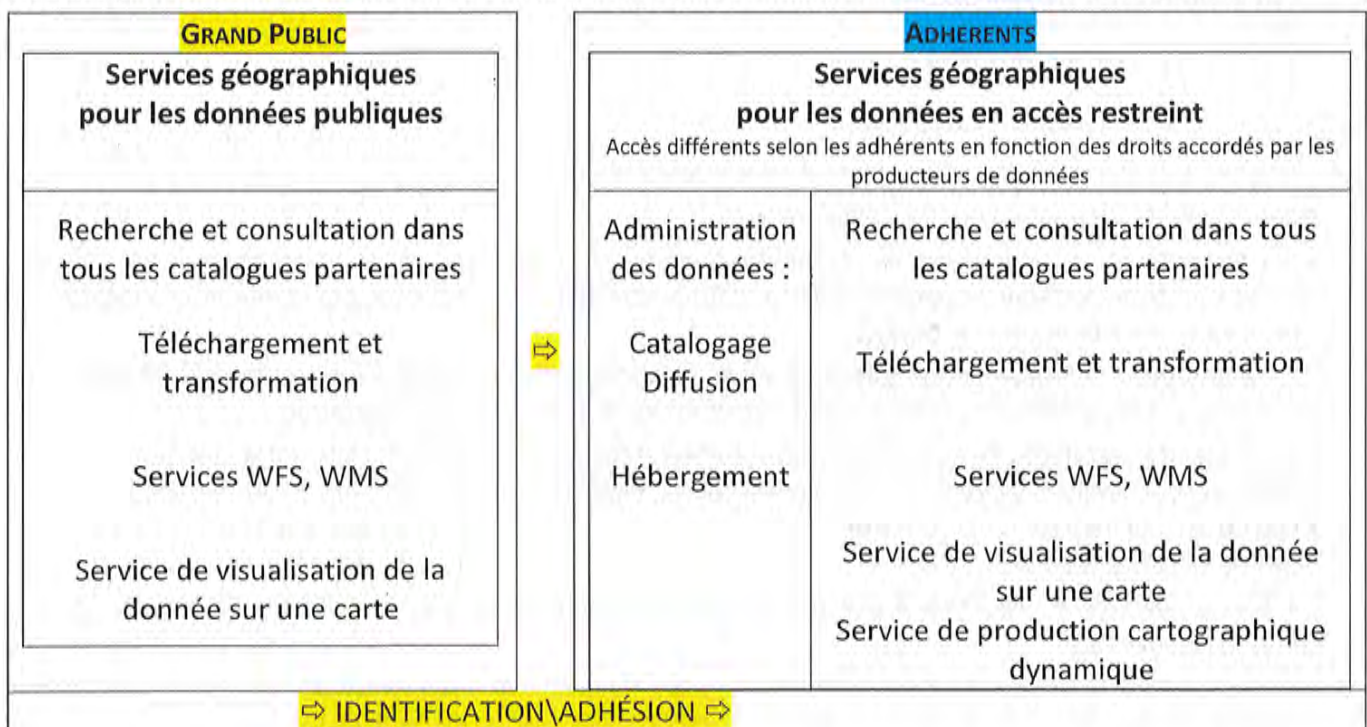 GRAND PUBLIC
Services géographiques
pour les données publiques
Recherche et consultation dans
tous les catalogues partenaires
Téléchargement et
transformation
Services WFS, WMS
Service de visualisation de la
donnée sur une carte
⇨
ADHERENTS
Services géographiques
pour les données en accès restreint
Accès différents selon les adhérents en fonction des droits accordés par les
producteurs de données
Administration
des données :
Catalogage
Diffusion
Hébergement
Recherche et consultation dans tous
les catalogues partenaires
Téléchargement et transformation
Services WFS, WMS
Service de visualisation de la donnée
sur une carte
Service de production cartographique
dynamique
⇨ IDENTIFICATION\ADHÉSION ⇨